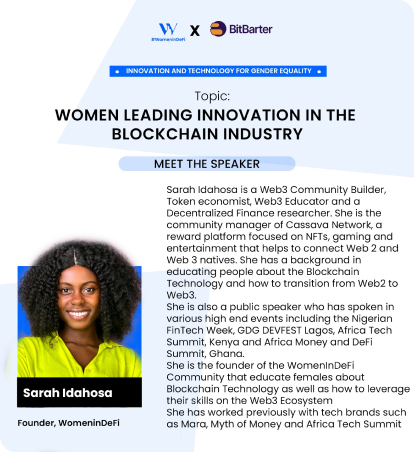 #WomeninDeFi
X
BitBarter
INNOVATION AND TECHNOLOGY FOR GENDER EQUALITY
Topic:
WOMEN LEADING INNOVATION IN THE
BLOCKCHAIN INDUSTRY
MEET THE SPEAKER
Sarah Idahosa is a Web3 Community Builder,
Token economist, Web3 Educator and a
Decentralized Finance researcher. She is the
community manager of Cassava Network, a
reward platform focused on NFTs, gaming and
entertainment that helps to connect Web 2 and
Web 3 natives. She has a background in
educating people about the Blockchain
Technology and how to transition from Web2 to
Web3.
She is also a public speaker who has spoken in
various high end events including the Nigerian
FinTech Week, GDG DEVFEST Lagos, Africa Tech
Summit, Kenya and Africa Money and DeFi
Summit, Ghana.
She is the founder of the WomenInDeFi
Community that educate females about
Blockchain Technology as well as how to leverage
their skills on the Web3 Ecosystem
She has worked previously with tech brands such
as Mara, Myth of Money and Africa Tech Summit
Sarah Idahosa
Founder, WomeninDeFi